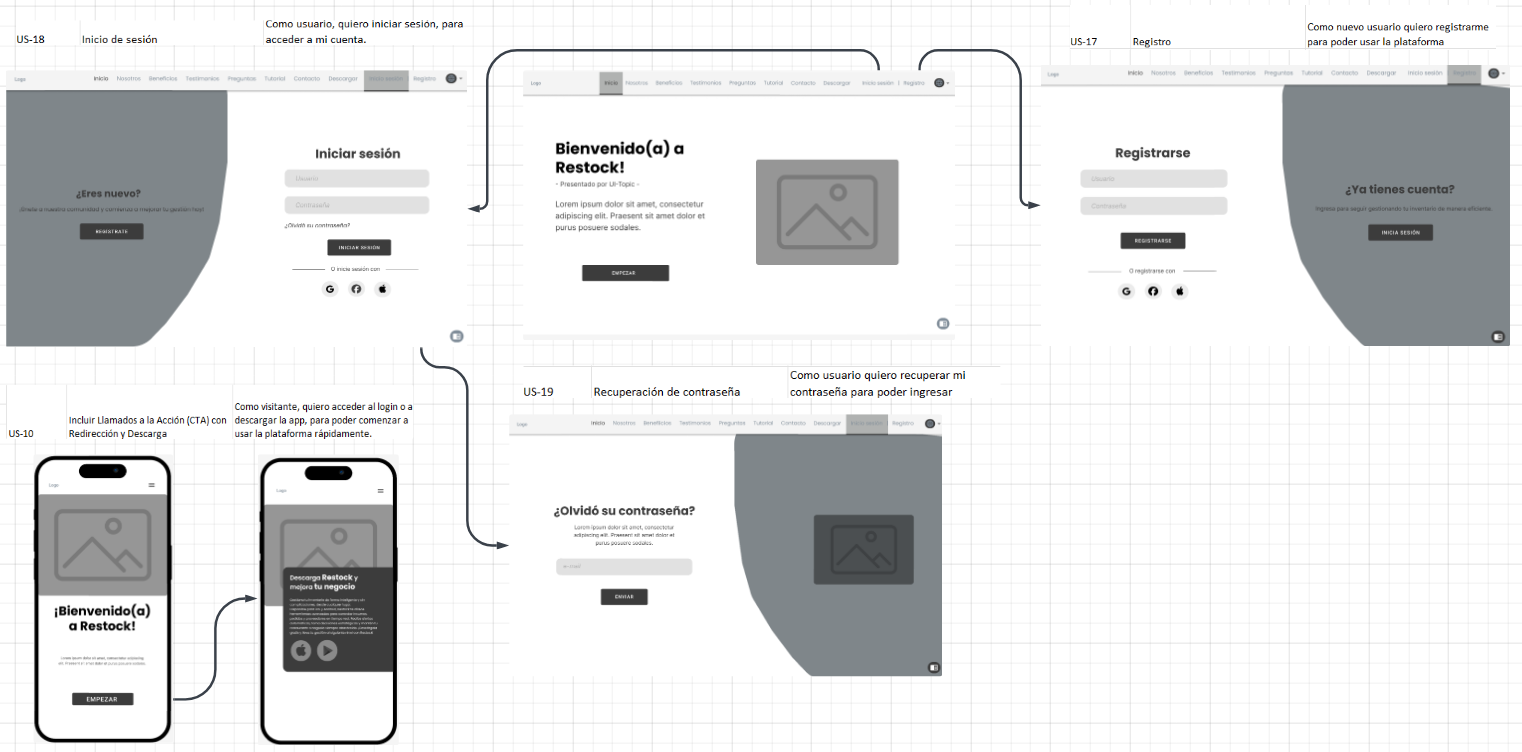 US-18 Inicio de sesión Como usuario, quiero iniciar sesión, para
acceder a mi cuenta.
Logo Inicio Nosotros Beneficios Testimonios Preguntas Tutorial Contacto Descargar Inicio sesión Registro
¿Eres nuevo?
¡Únete a nuestra comunidad y comienza a mejorar tu gestión hoy!
REGÍSTRATE
Iniciar sesión
Usuario
Contraseña
¿Olvidó su contraseña?
INICIAR SESIÓN
O inicia sesión con
Logo Inicio Nosotros Beneficios Testimonios Preguntas Tutorial Contacto Descargar Inicio sesión | Registro
Bienvenido(a) a
Restock!
- Presentado por UI-Topic -
Lorem ipsum dolor sit amet, consectetur
adipiscing elit. Praesent sit amet dolor et
purus posuere sodales.
EMPEZAR
US-17 Registro Como nuevo usuario quiero registrarme
para poder usar la plataforma
Logo Inicio Nosotros Beneficios Testimonios Preguntas Tutorial Contacto Descargar Inicio sesión Registro
Registrarse
Usuario
Contraseña
REGISTRARSE
O registrarse con
¿Ya tienes cuenta?
Ingresa para seguir gestionando tu inventario de manera eficiente.
INICIA SESIÓN
US-10 Incluir Llamados a la Acción (CTA) con
Redirección y Descarga
Como visitante, quiero acceder al login o a
descargar la app, para poder comenzar a
usar la plataforma rápidamente.
Logo
¡Bienvenido(a)
a Restock!
Lorem ipsum dolor sit amet, consectetur adipiscing
elit. Praesent sit amet dolor et purus posuere sodales.
EMPEZAR
Logo
Descarga Restock y
mejora tu negocio
US-19 Recuperación de contraseña Como usuario quiero recuperar mi
contraseña para poder ingresar
Logo Inicio Nosotros Beneficios Testimonios Preguntas Tutorial Contacto Descargar Inicio sesión Registro
¿Olvidó su contraseña?
Lorem ipsum dolor sit amet, consectetur
adipiscing elit. Praesent sit amet dolor et
purus posuere sodales.
e-mail
ENVIAR